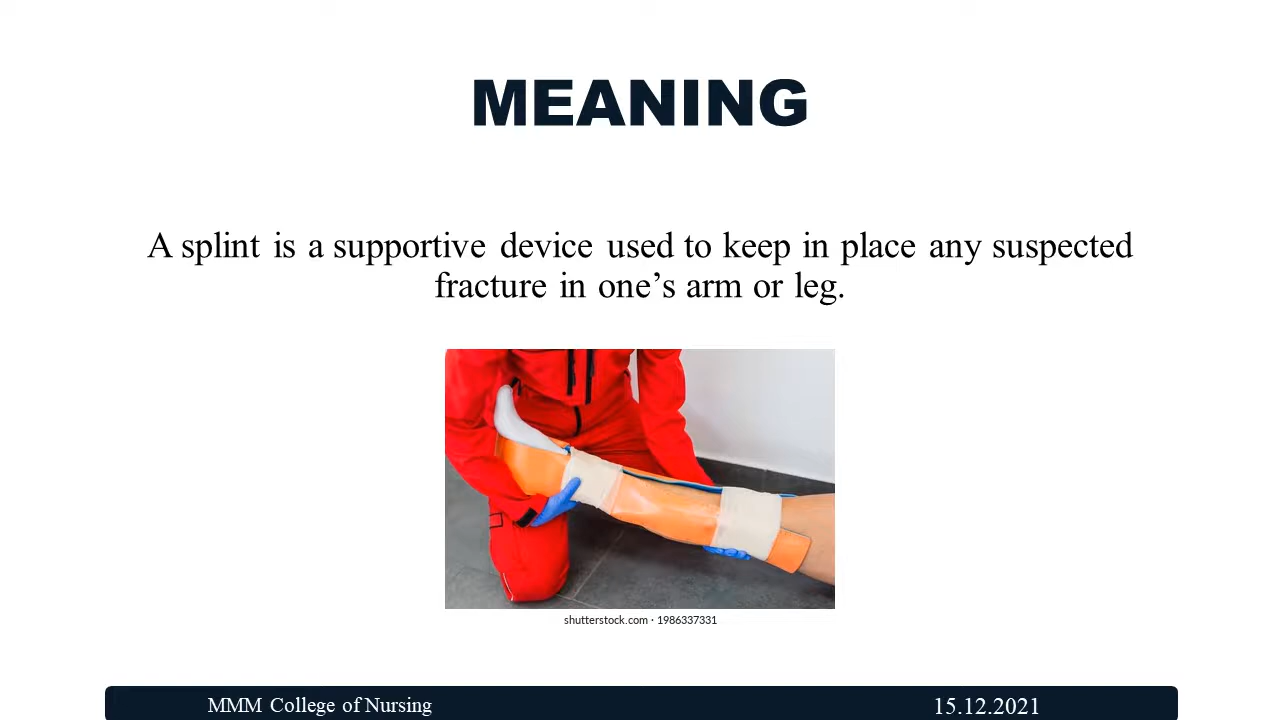 MEANING
A splint is a supportive device used to keep in place any suspected
fracture in one’s arm or leg.
shutterstock.com · 1986337331
MMM College of Nursing
15.12.2021